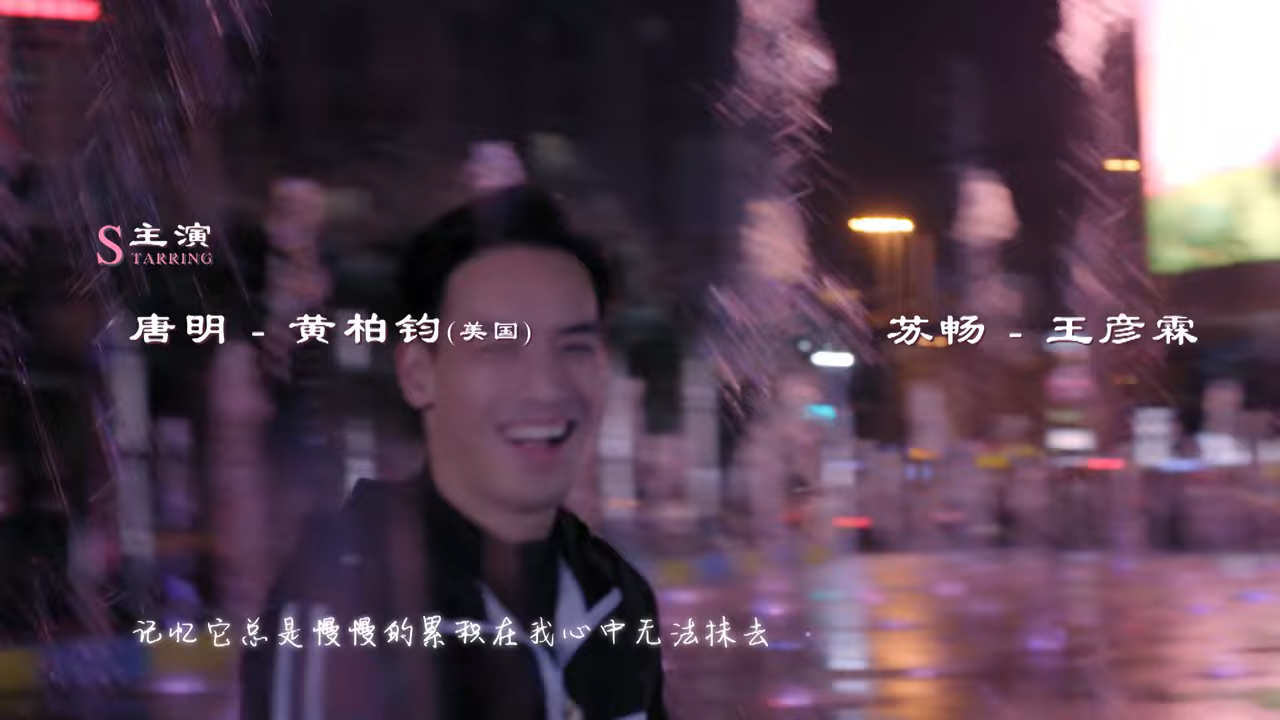 主演
STARRING
唐明 - 黄柏钧(美国) 苏畅 - 王彦霖
记忆它总是慢慢的累积在我心中无法抹去